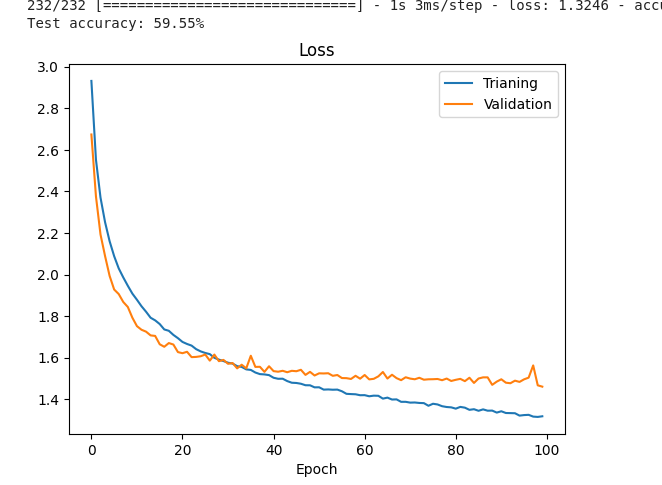 232/232 [==============================] - 1s 3ms/step - loss: 1.3246 - accu
Test accuracy: 59.55%
Loss
3.0
2.8
2.6
2.4
2.2
2.0
1.8
1.6
1.4
Trianing
Validation
0 20 40 60 80 100
Epoch